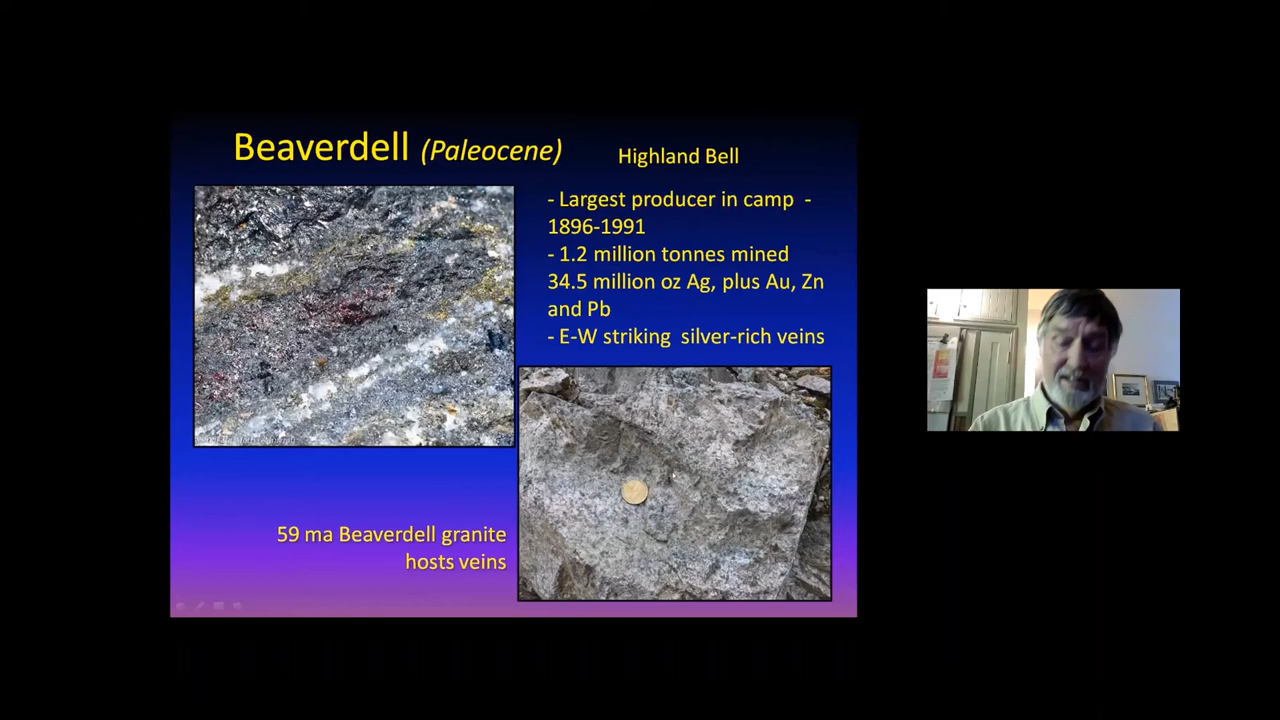 Beaverdell (Paleocene)
Highland Bell
- Largest producer in camp -
1896-1991
- 1.2 million tonnes mined
34.5 million oz Ag, plus Au, Zn
and Pb
- E-W striking silver-rich veins
59 ma Beaverdell granite
hosts veins